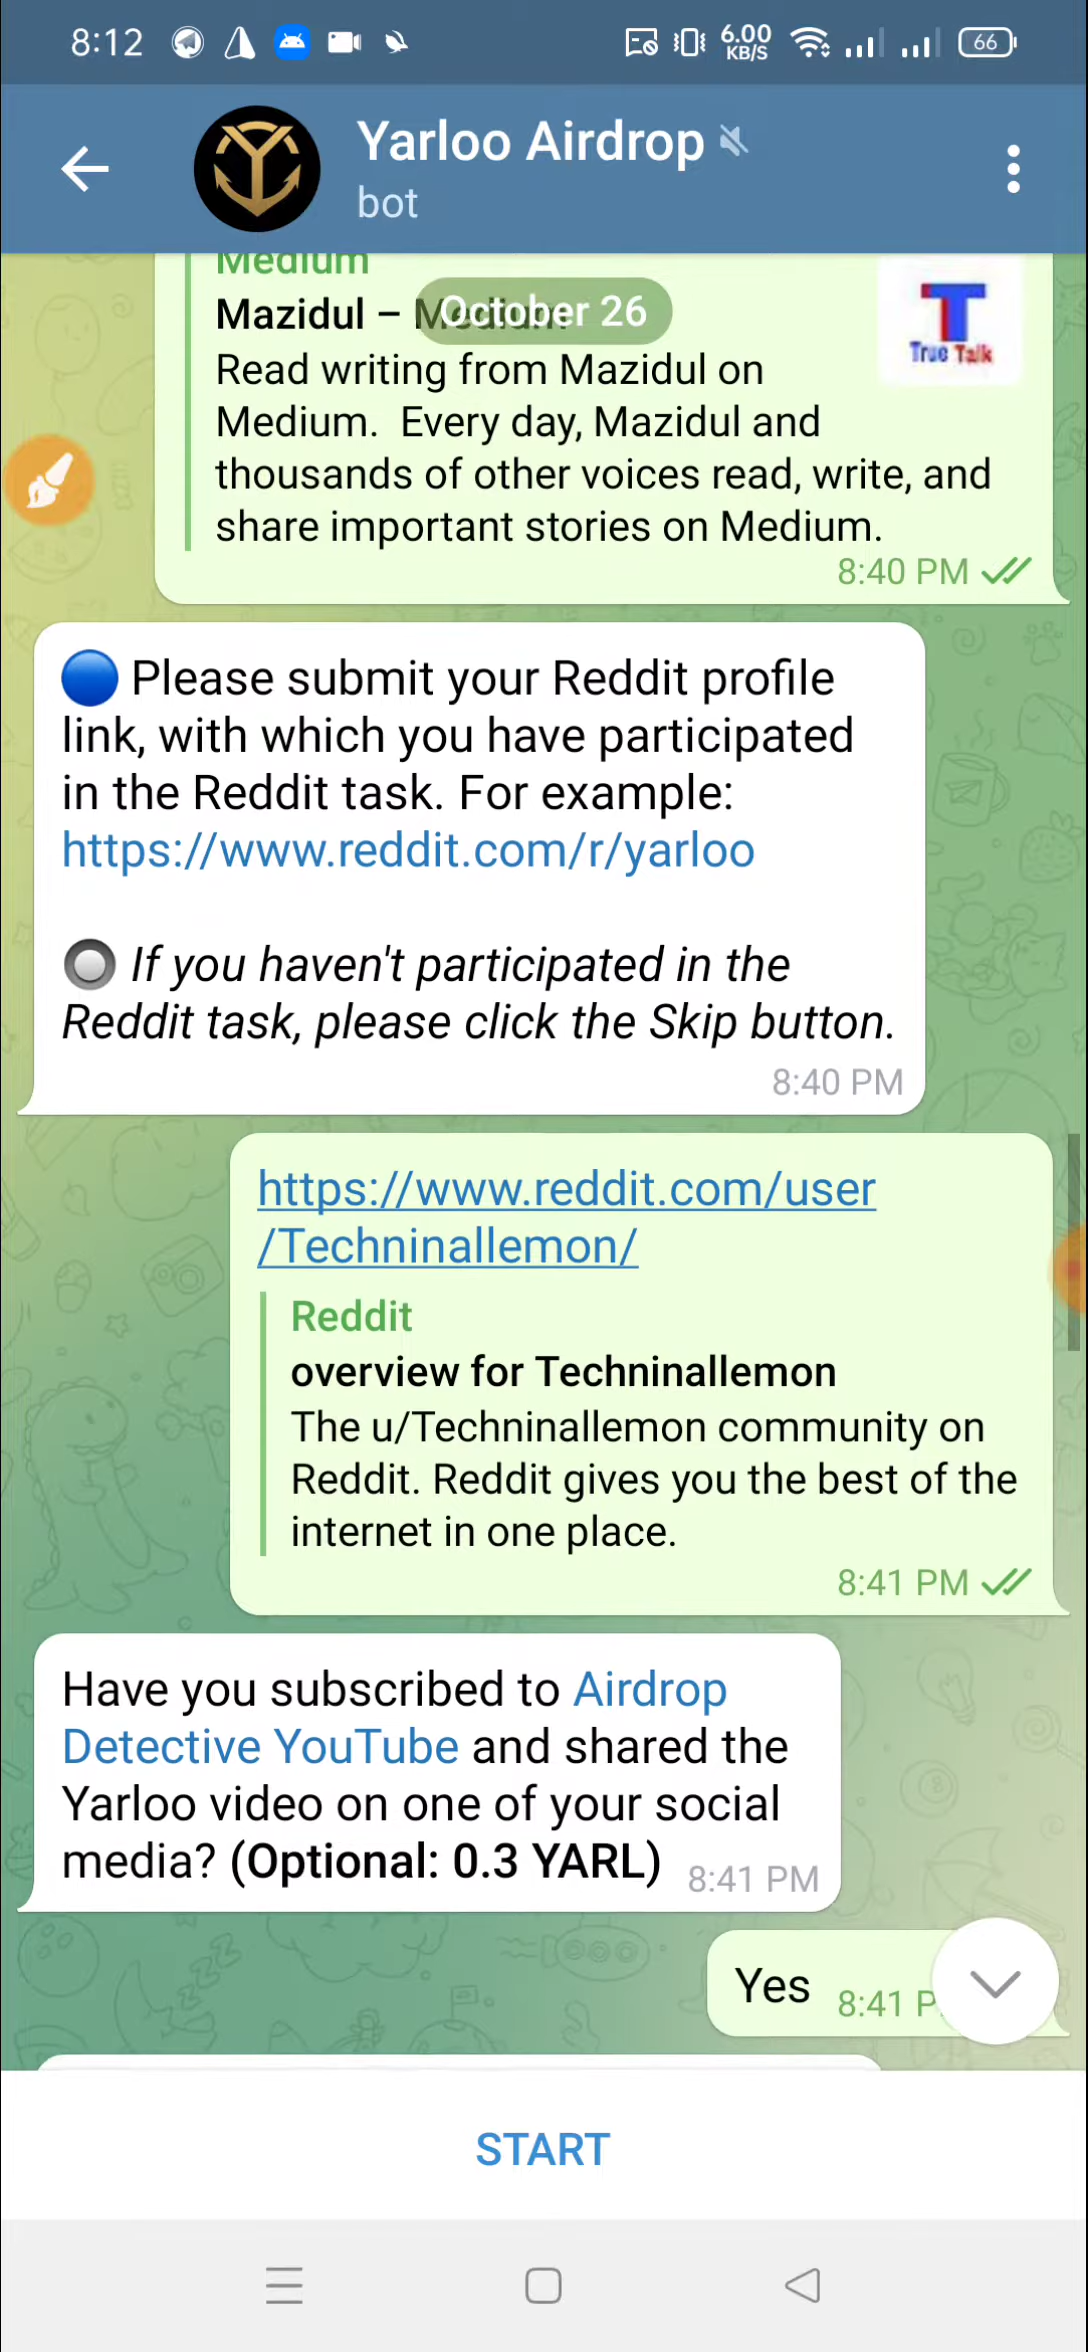 8:12
6.00
KB/S
66
Yarloo Airdrop
bot
Medium
Mazidul – Medium
October 26
True Talk
Read writing from Mazidul on
Medium.  Every day, Mazidul and
thousands of other voices read, write, and
share important stories on Medium.
8:40 PM
Please submit your Reddit profile
link, with which you have participated
in the Reddit task. For example:
https://www.reddit.com/r/yarloo
If you haven't participated in the
Reddit task, please click the Skip button.
8:40 PM
https://www.reddit.com/user
/Techninallemon/
Reddit
overview for Techninallemon
The u/Techninallemon community on
Reddit. Reddit gives you the best of the
internet in one place.
8:41 PM
Have you subscribed to Airdrop
Detective YouTube and shared the
Yarloo video on one of your social
media? (Optional: 0.3 YARL) 8:41 PM
Yes 8:41 P
START